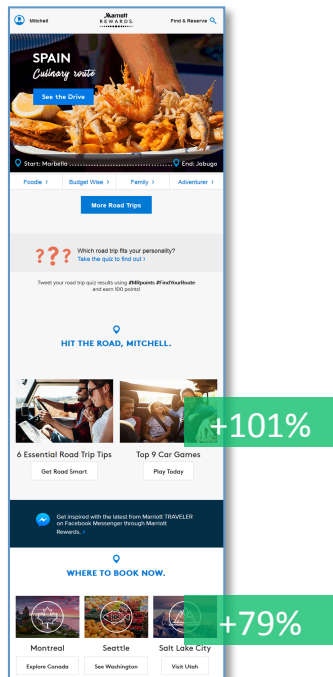 Mitchell
Marriott
REWARDS.
Find & Reserve
SPAIN
Culinary route
See the Drive
Start: Marbella
End: Jabugo
Foodie >
Budget Wise >
Family >
Adventurer >
More Road Trips
???
Which road trip fits your personality?
Take the quiz to find out >
Tweet your road trip quiz results using #MRpoints #FindYourRoute
and earn 100 points!
HIT THE ROAD, MITCHELL.
+101%
6 Essential Road Trip Tips
Top 9 Car Games
Get Road Smart
Play Today
Get Inspired with the latest from Marriott TRAVELER
on Facebook Messenger through Marriott
Rewards. >
WHERE TO BOOK NOW.
+79%
Montreal
Seattle
Salt Lake City
Explore Canada
See Washington
Visit Utah